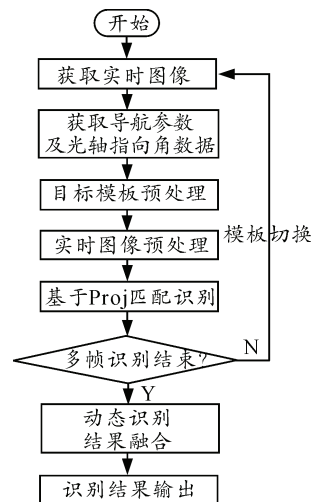 开始
获取实时图像
获取导航参数
及光轴指向角数据
目标模板预处理
实时图像预处理
模板切换
基于Proj匹配识别
多帧识别结束?
N
Y
动态识别
结果融合
识别结果输出